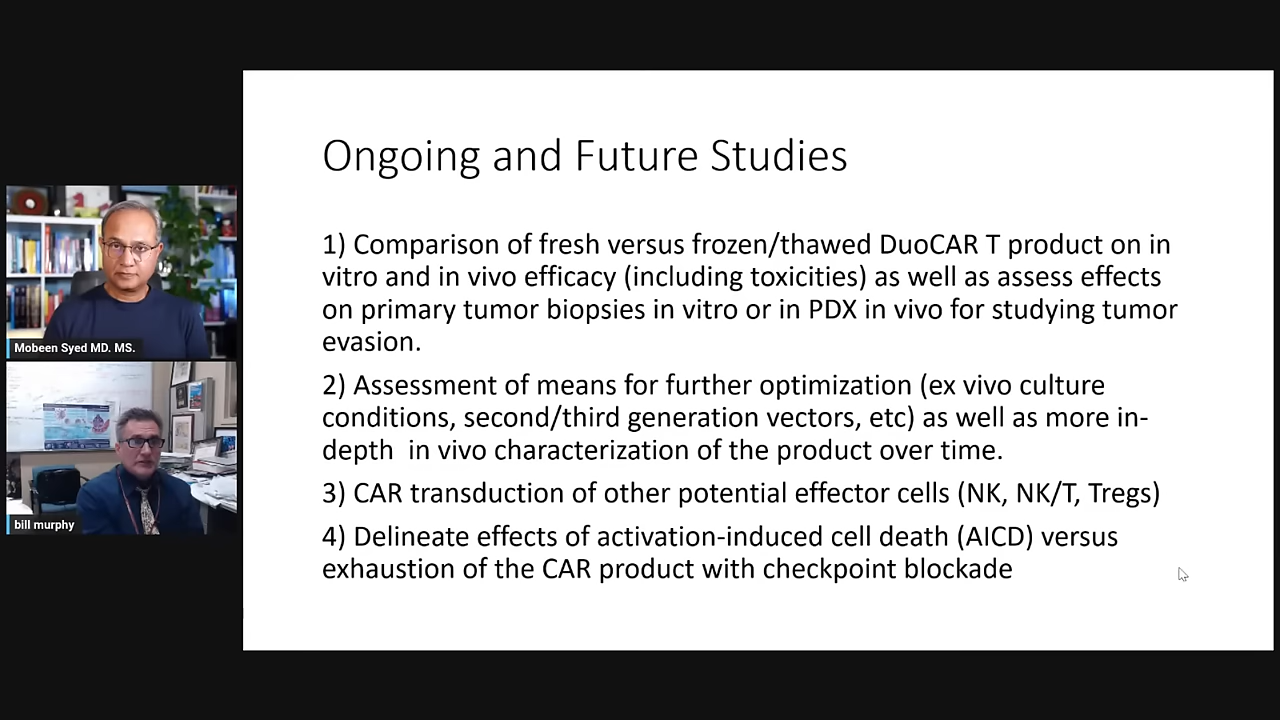 Ongoing and Future Studies
1) Comparison of fresh versus frozen/thawed DuoCAR T product on in
vitro and in vivo efficacy (including toxicities) as well as assess effects
on primary tumor biopsies in vitro or in PDX in vivo for studying tumor
evasion.
2) Assessment of means for further optimization (ex vivo culture
conditions, second/third generation vectors, etc) as well as more in-
depth  in vivo characterization of the product over time.
3) CAR transduction of other potential effector cells (NK, NK/T, Tregs)
4) Delineate effects of activation-induced cell death (AICD) versus
exhaustion of the CAR product with checkpoint blockade
Mobeen Syed MD. MS.
bill murphy